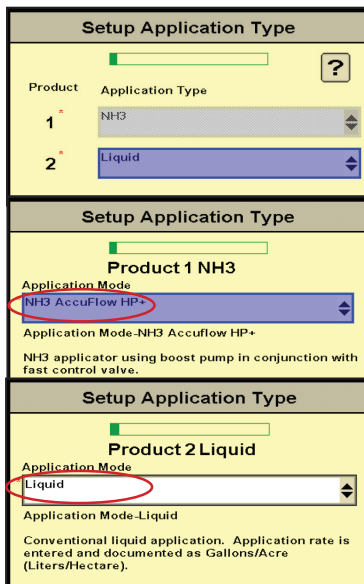 Setup Application Type
?
Product Application Type
1 * NH3
2 * Liquid
Setup Application Type
Product 1 NH3
Application Mode
NH3 AccuFlow HP+
Application Mode-NH3 Accuflow HP+
NH3 applicator using boost pump in conjunction with
fast control valve.
Setup Application Type
Product 2 Liquid
Application Mode
Liquid
Application Mode-Liquid
Conventional liquid application. Application rate is
entered and documented as Gallons/Acre
(Liters/Hectare).